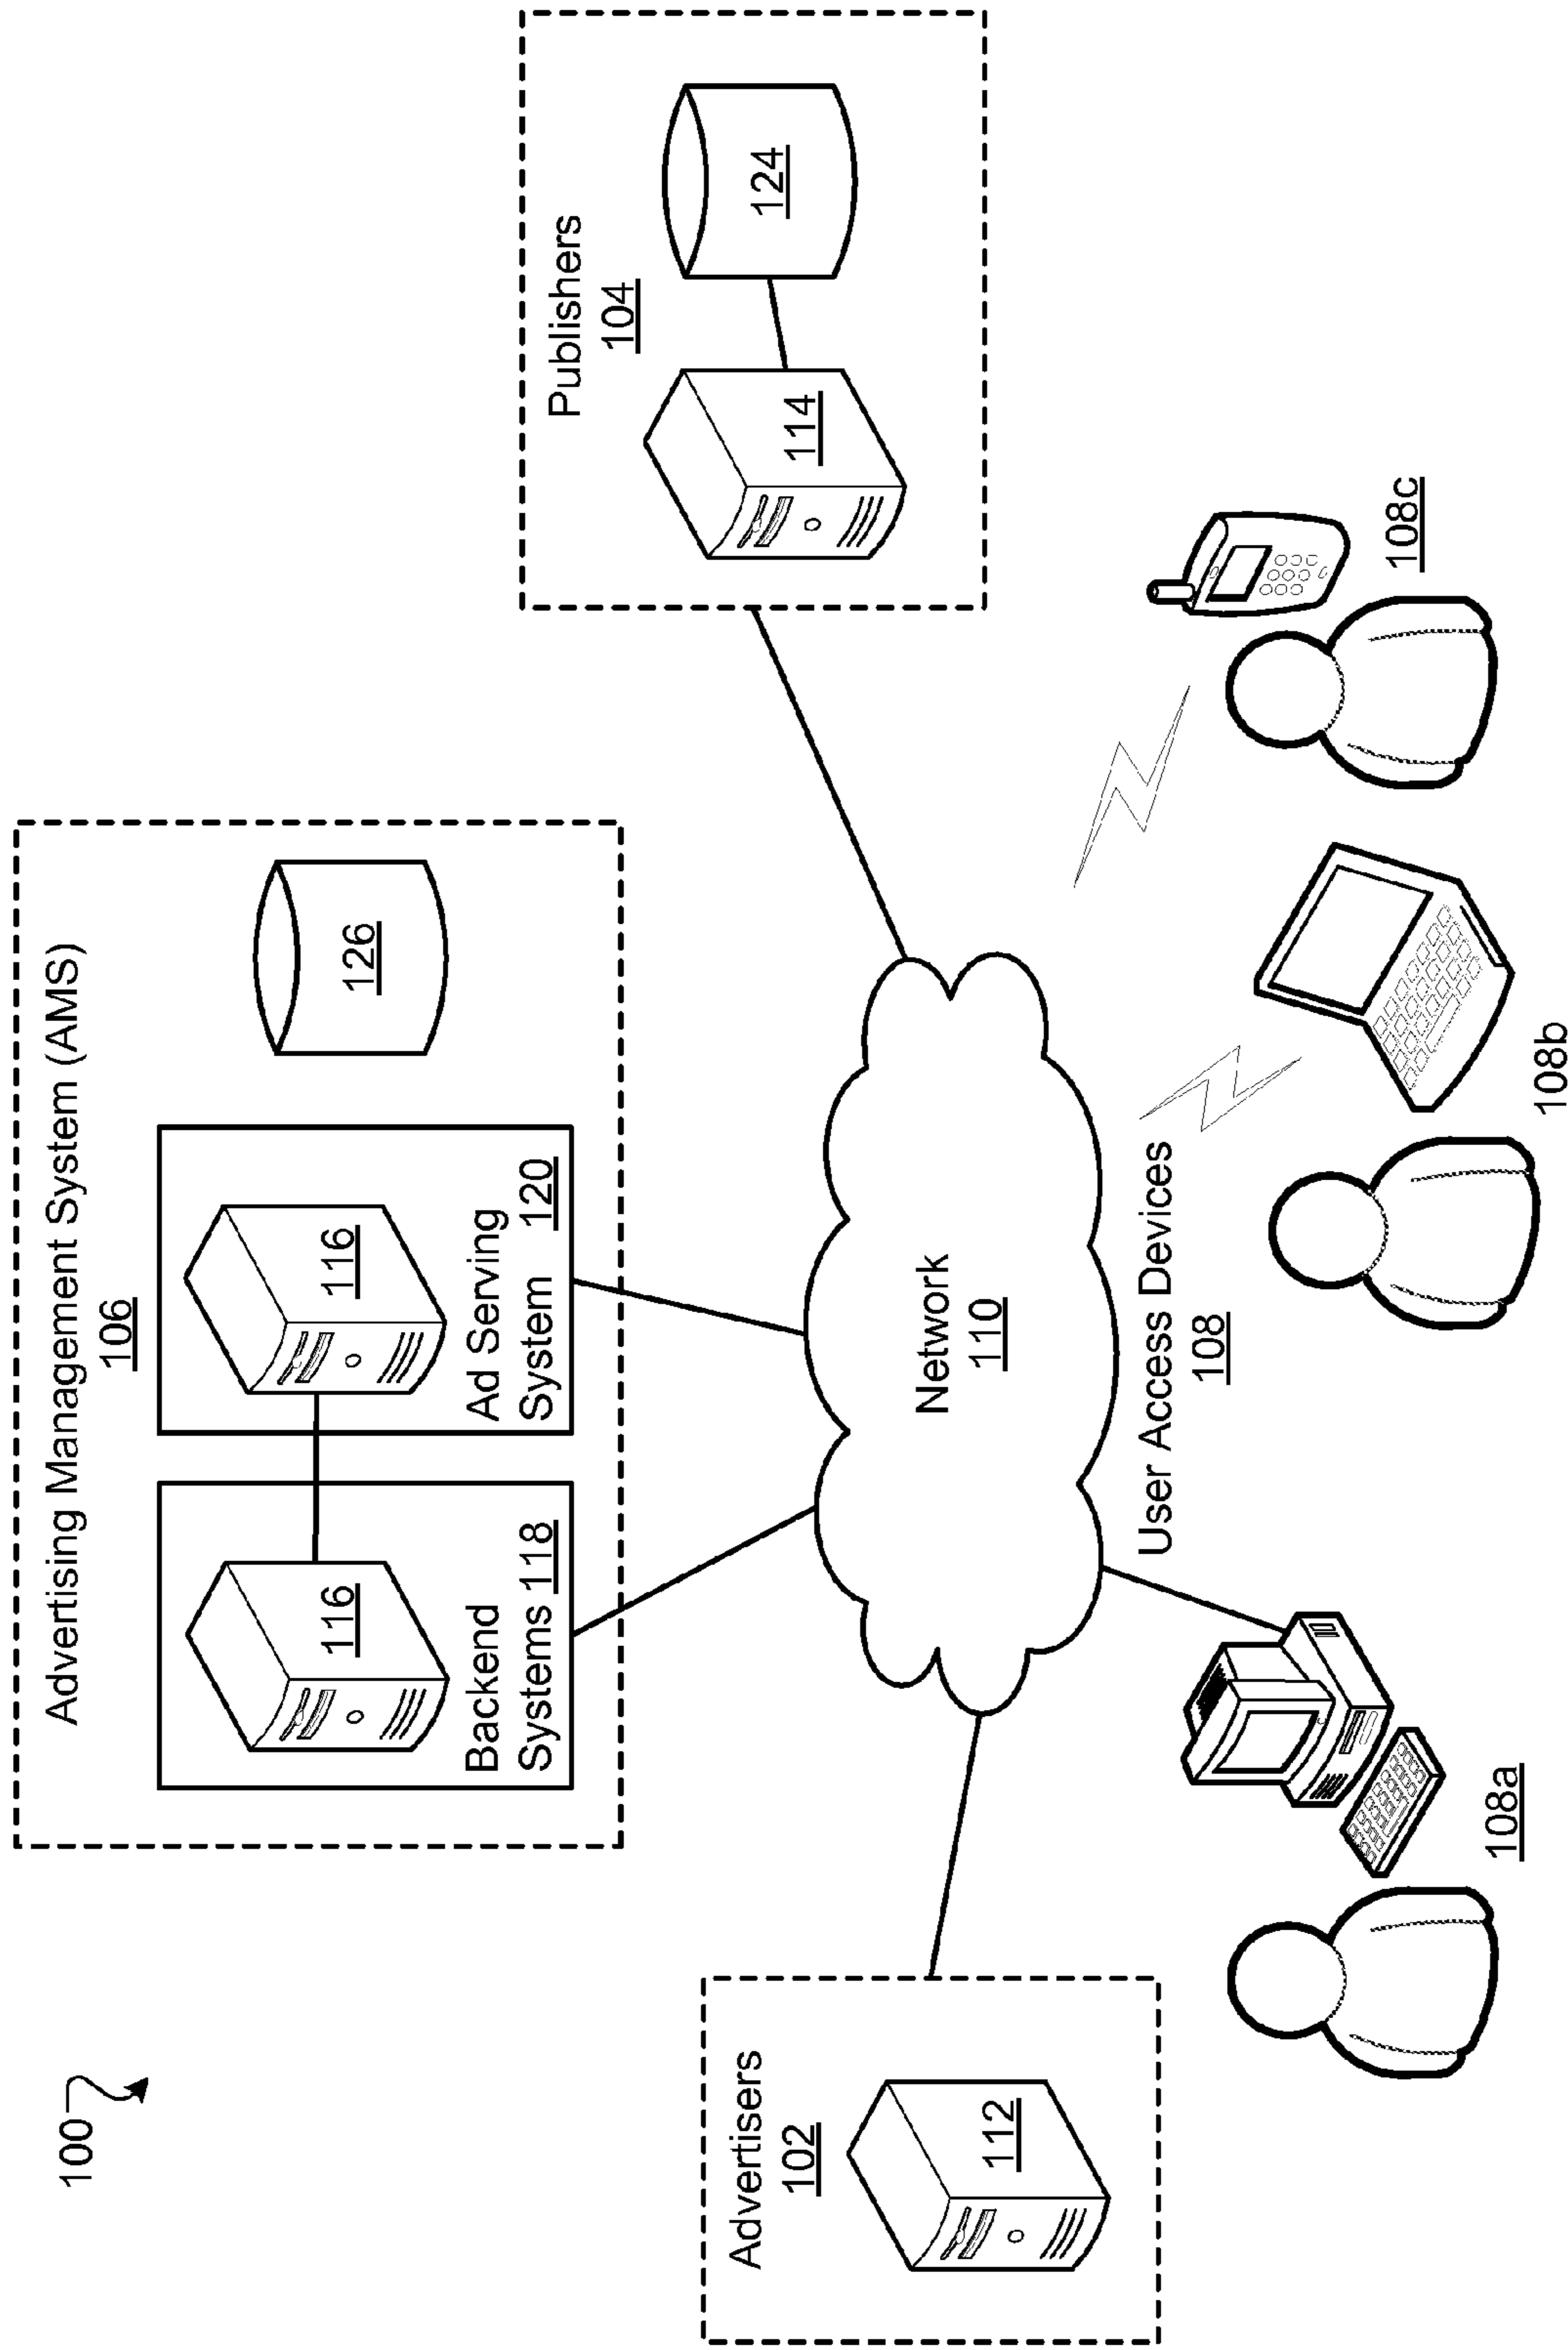 100
Advertising Management System (AMS)
106
116
116
126
Backend
Systems 118
Ad Serving
System 120
Publishers
104
114
124
Advertisers
102
112
Network
110
User Access Devices
108
108a
108b
108c